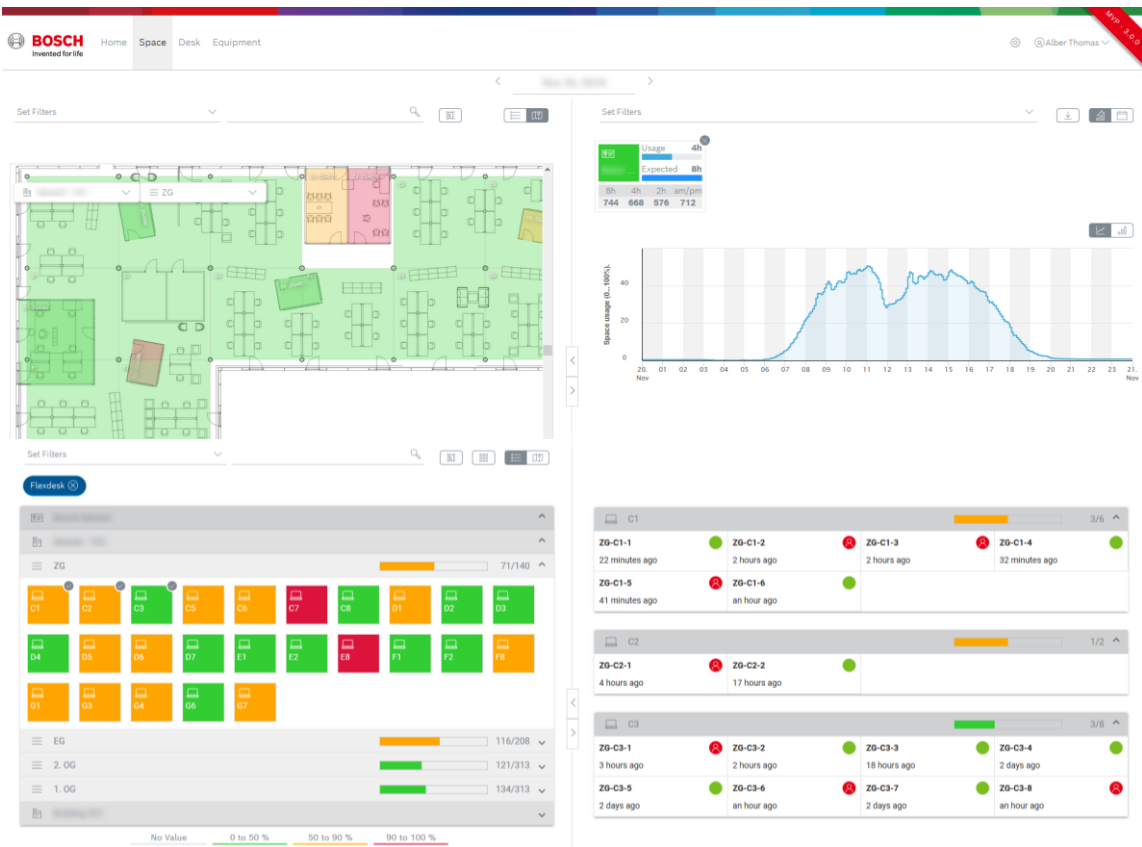 MVP - 3.0.0
BOSCH
Invented for life
Home Space Desk Equipment
Alber Thomas
Set Filters
ZG
Set Filters
Usage 4h
Expected 8h
8h 4h 2h am/pm
744 668 576 712
Space usage (0...100%).
40
20
0
20. 01 02 03 04 05 06 07 08 09 10 11 12 13 14 15 16 17 18 19 20 21 22 23 21.
Nov Nov
Set Filters
Flexdesk
ZG 71/140
C1 C2 C3 C5 C6 C7 C8 D1 D2 D3
D4 D5 D6 D7 E1 E2 E8 F1 F2 F8
G1 G3 G4 G6 G7
EG 116/208
2. OG 121/313
1. OG 134/313
No Value 0 to 50 % 50 to 90 % 90 to 100 %
C1 3/6
ZG-C1-1 ZG-C1-2 ZG-C1-3 ZG-C1-4
22 minutes ago 2 hours ago 2 hours ago 32 minutes ago
ZG-C1-5 ZG-C1-6
41 minutes ago an hour ago
C2 1/2
ZG-C2-1 ZG-C2-2
4 hours ago 17 hours ago
C3 3/8
ZG-C3-1 ZG-C3-2 ZG-C3-3 ZG-C3-4
3 hours ago 2 hours ago 18 hours ago 2 days ago
ZG-C3-5 ZG-C3-6 ZG-C3-7 ZG-C3-8
2 days ago an hour ago 2 days ago an hour ago